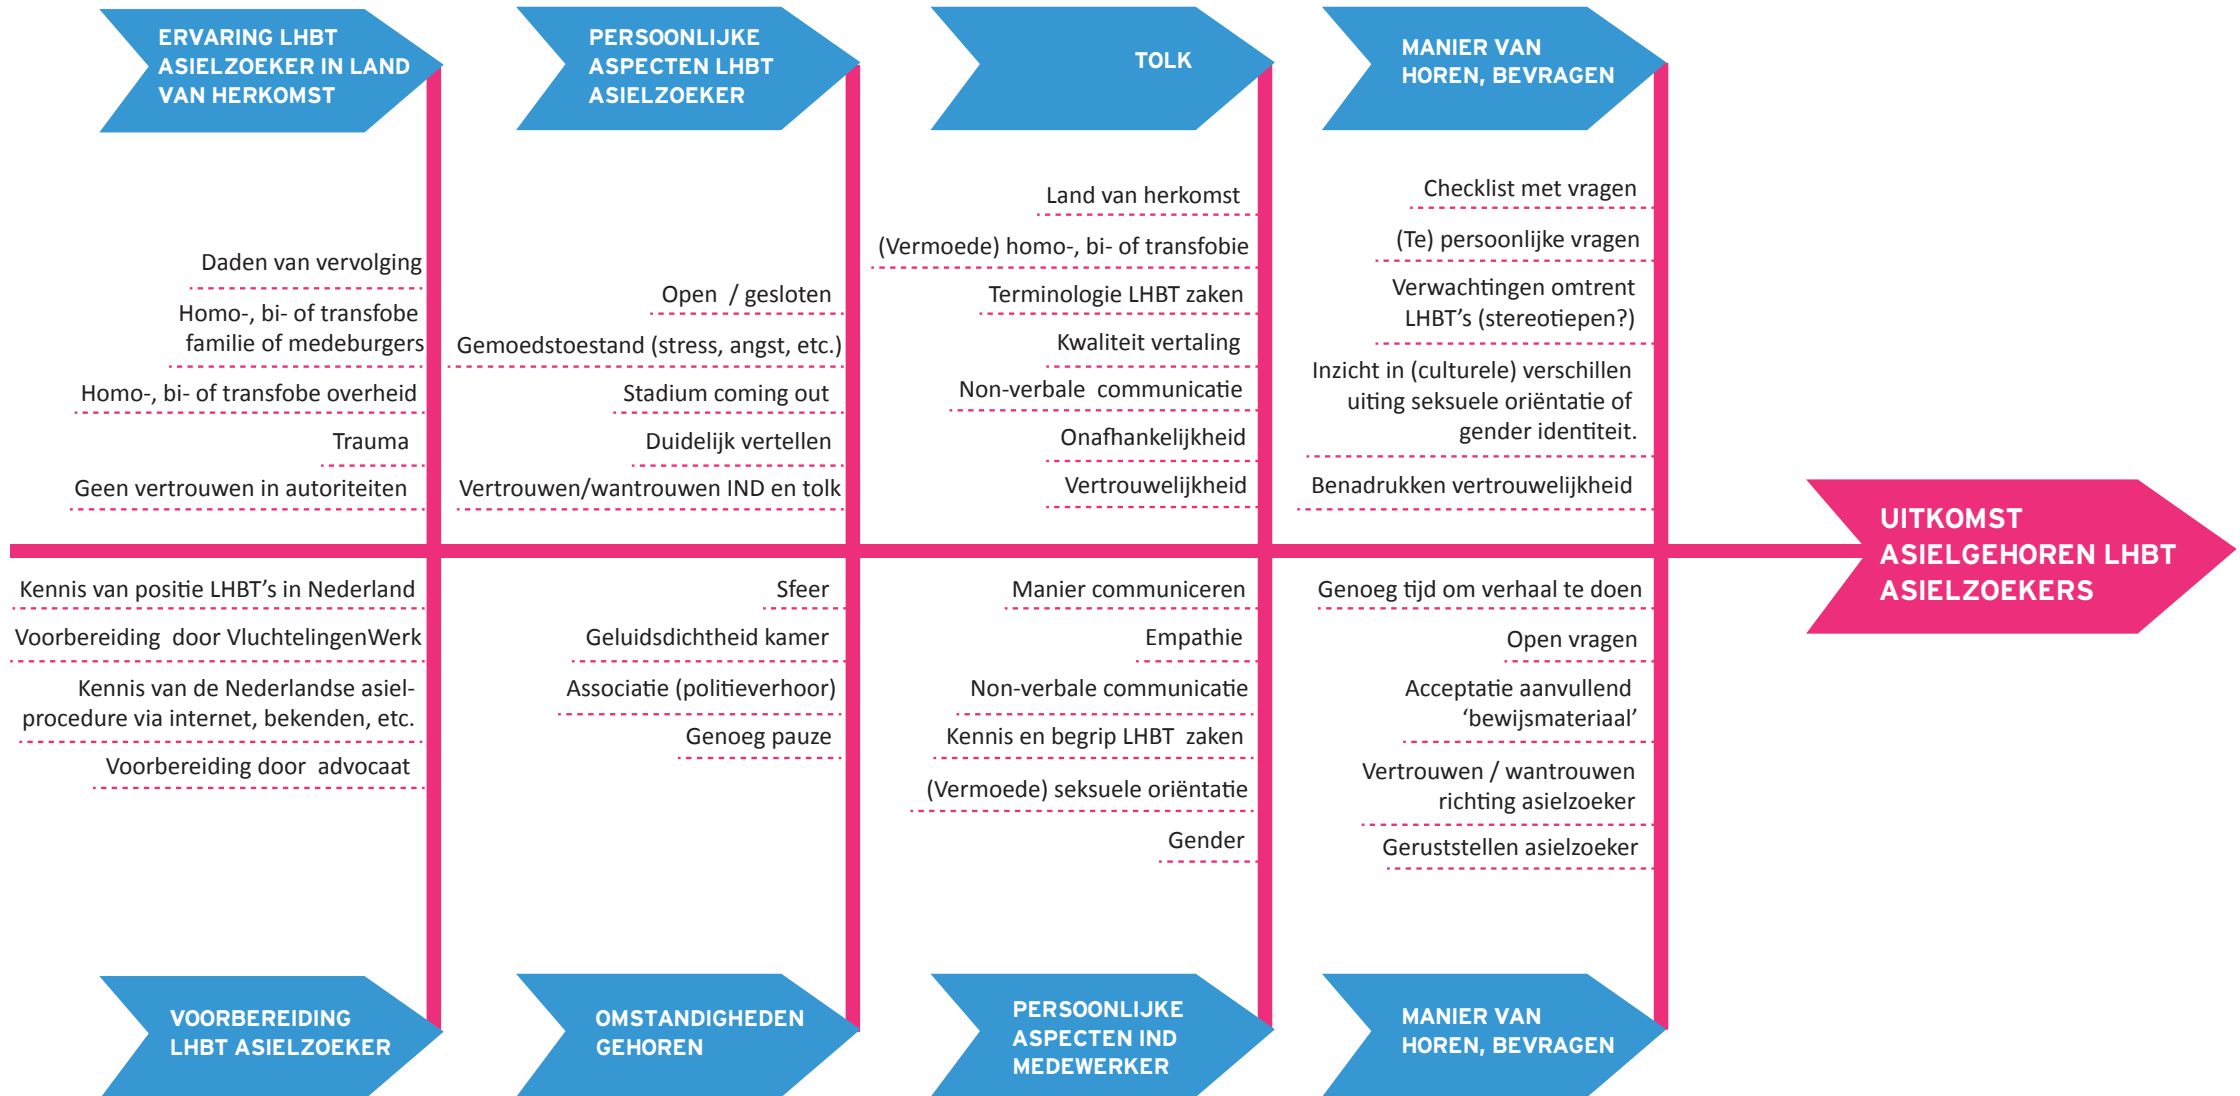 ERVARING LHBT
ASIELZOEKER IN LAND
VAN HERKOMST
Daden van vervolging
Homo-, bi- of transfobe
familie of medeburgers
Homo-, bi- of transfobe overheid
Trauma
Geen vertrouwen in autoriteiten
PERSOONLIJKE
ASPECTEN LHBT
ASIELZOEKER
Open / gesloten
Gemoedstoestand (stress, angst, etc.)
Stadium coming out
Duidelijk vertellen
Vertrouwen/wantrouwen IND en tolk
TOLK
Land van herkomst
(Vermoede) homo-, bi- of transfobie
Terminologie LHBT zaken
Kwaliteit vertaling
Non-verbale communicatie
Onafhankelijkheid
Vertrouwelijkheid
MANIER VAN
HOREN, BEVRAGEN
Checklist met vragen
(Te) persoonlijke vragen
Verwachtingen omtrent
LHBT's (stereotiepen?)
Inzicht in (culturele) verschillen
uiting seksuele oriëntatie of
gender identiteit.
Benadrukken vertrouwelijkheid
UITKOMST
ASIELGEHOREN LHBT
ASIELZOEKERS
Kennis van positie LHBT's in Nederland
Voorbereiding door VluchtelingenWerk
Kennis van de Nederlandse asiel-
procedure via internet, bekenden, etc.
Voorbereiding door advocaat
VOORBEREIDING
LHBT ASIELZOEKER
Sfeer
Geluidsdichtheid kamer
Associatie (politieverhoor)
Genoeg pauze
OMSTANDIGHEDEN
GEHOREN
Manier communiceren
Empathie
Non-verbale communicatie
Kennis en begrip LHBT zaken
(Vermoede) seksuele oriëntatie
Gender
PERSOONLIJKE
ASPECTEN IND
MEDEWERKER
Genoeg tijd om verhaal te doen
Open vragen
Acceptatie aanvullend
'bewijsmateriaal'
Vertrouwen / wantrouwen
richting asielzoeker
Geruststellen asielzoeker
MANIER VAN
HOREN, BEVRAGEN